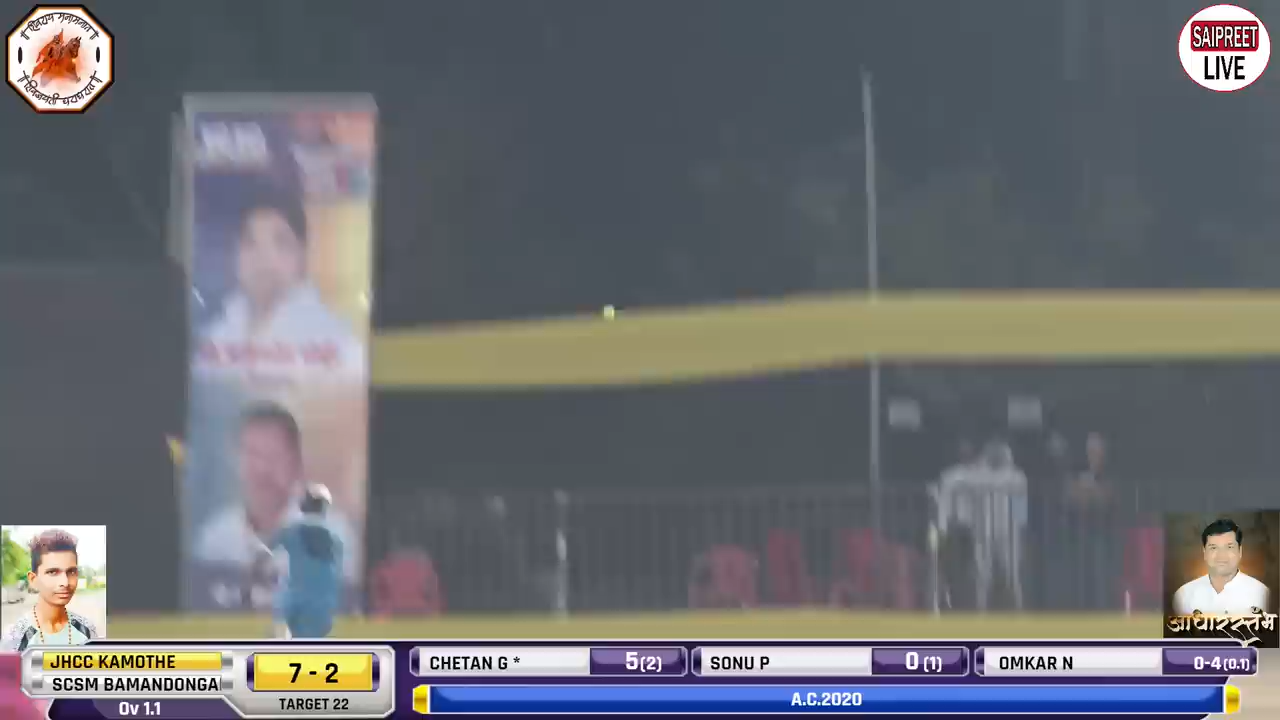 SAIPREET
LIVE
आधारस्तंभ
JHCC KAMOTHE
SCSM BAMANDONGA
Ov 1.1
7 - 2
TARGET 22
CHETAN G *
5(2)
SONU P
0 (1)
OMKAR N
0-4(0.1)
A.C.2020